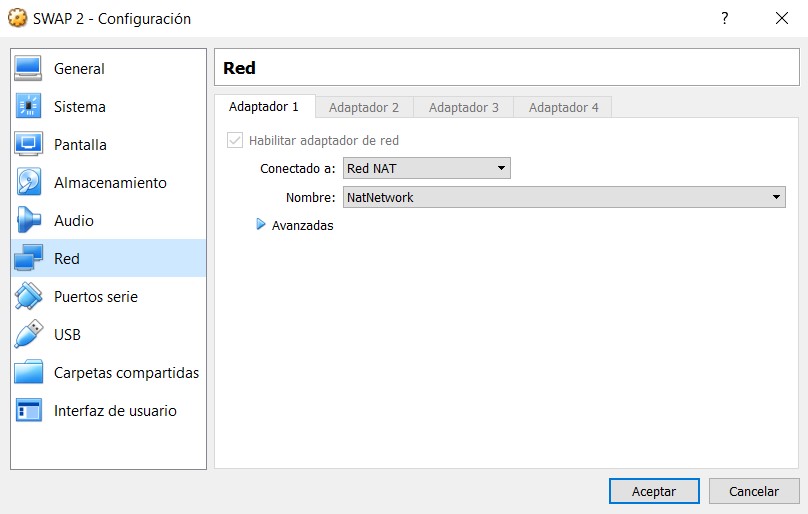 SWAP 2 - Configuración
?
General
Sistema
Pantalla
Almacenamiento
Audio
Red
Puertos serie
USB
Carpetas compartidas
Interfaz de usuario
Red
Adaptador 1 Adaptador 2 Adaptador 3 Adaptador 4
Habilitar adaptador de red
Conectado a: Red NAT
Nombre: NatNetwork
Avanzadas
Aceptar Cancelar